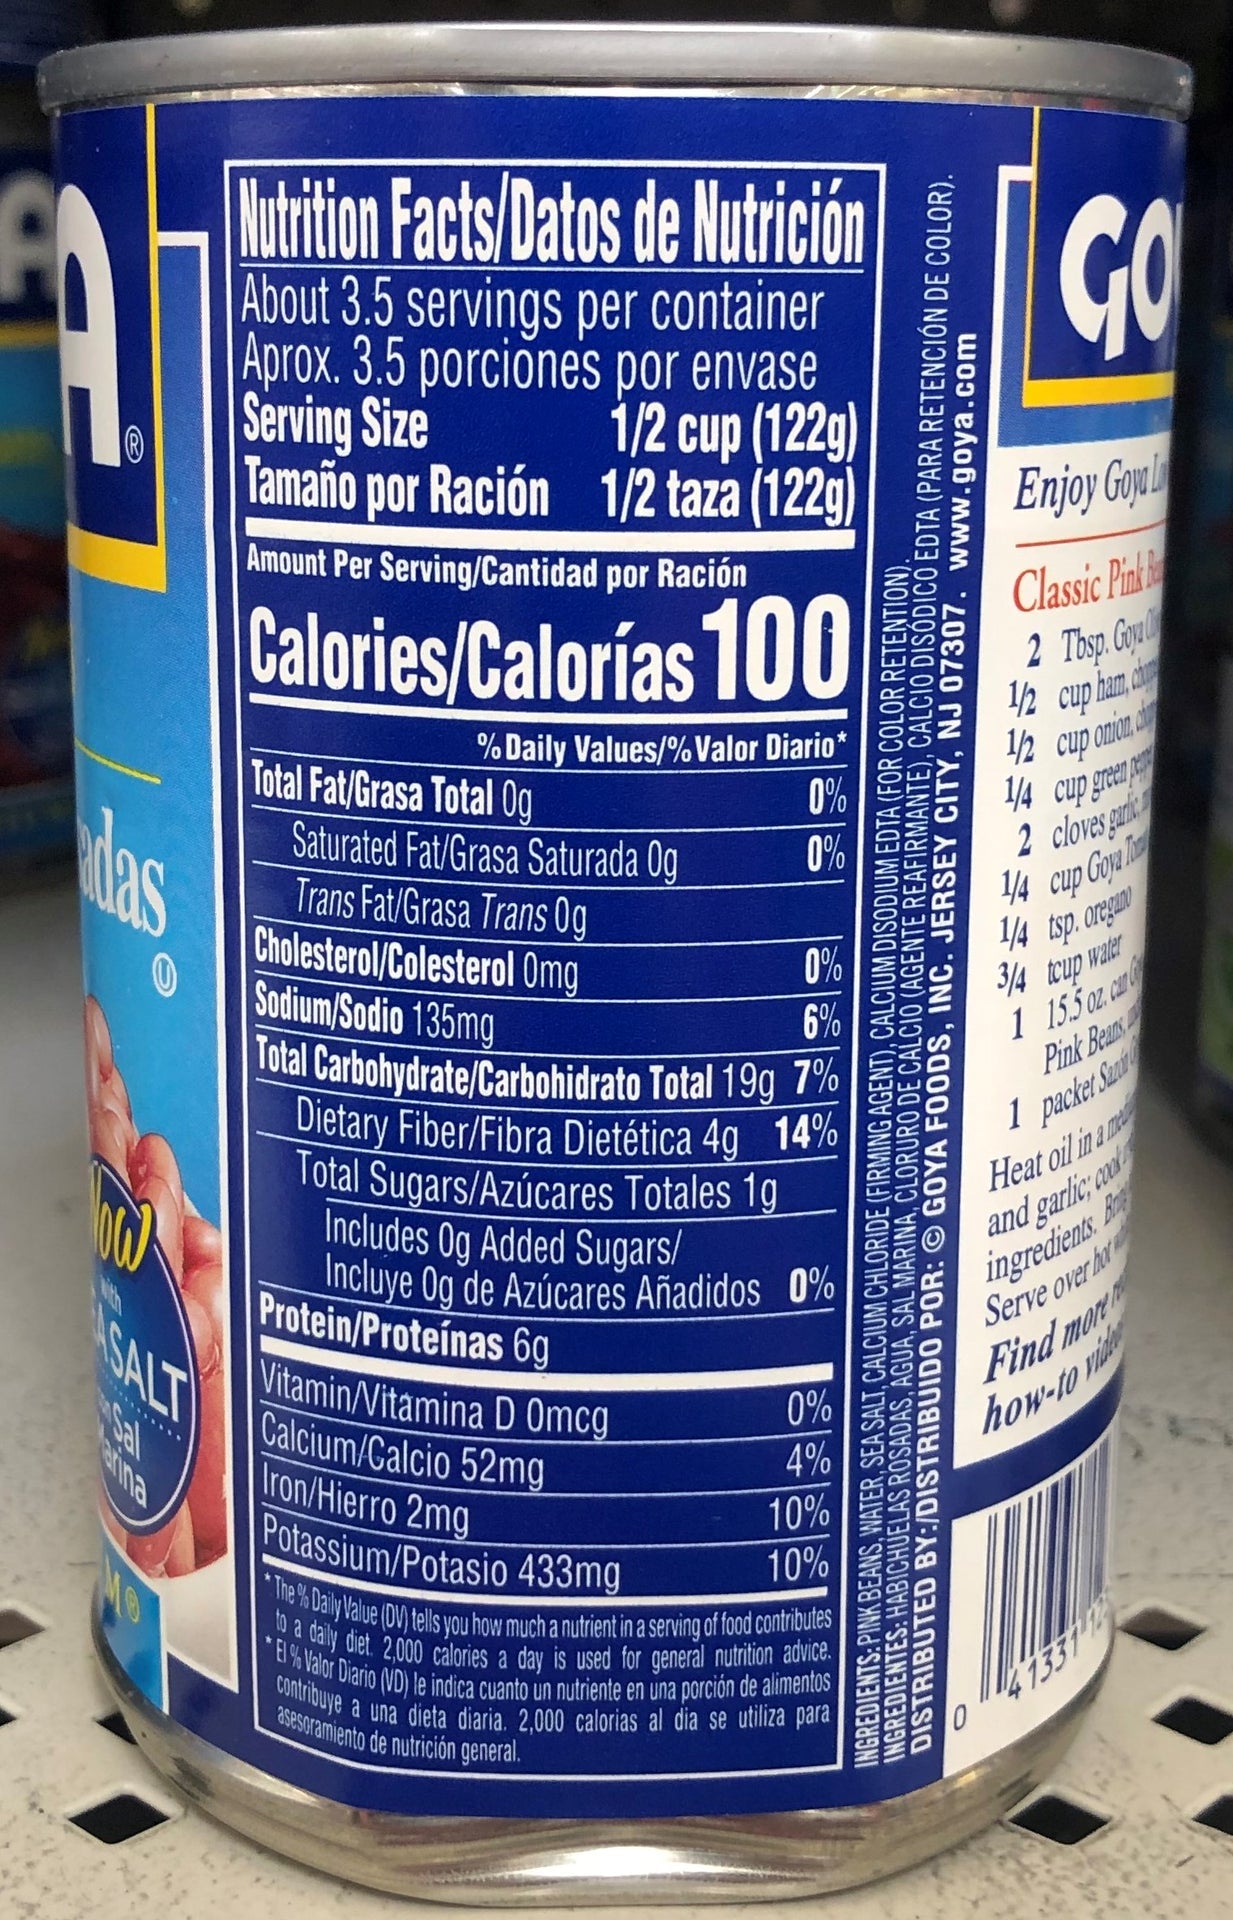 A
®
adas
U
Now
with
SEA SALT
Sal
Marina
M®
Nutrition Facts/Datos de Nutrición
About 3.5 servings per container
Aprox. 3.5 porciones por envase
Serving Size 1/2 cup (122g)
Tamaño por Ración 1/2 taza (122g)
Amount Per Serving/Cantidad por Ración
Calories/Calorías 100
% Daily Values/% Valor Diario*
Total Fat/Grasa Total 0g 0%
Saturated Fat/Grasa Saturada 0g 0%
Trans Fat/Grasa Trans 0g
Cholesterol/Colesterol 0mg 0%
Sodium/Sodio 135mg 6%
Total Carbohydrate/Carbohidrato Total 19g 7%
Dietary Fiber/Fibra Dietética 4g 14%
Total Sugars/Azúcares Totales 1g
Includes 0g Added Sugars/
Incluye 0g de Azúcares Añadidos 0%
Protein/Proteínas 6g
Vitamin/Vitamina D 0mcg 0%
Calcium/Calcio 52mg 4%
Iron/Hierro 2mg 10%
Potassium/Potasio 433mg 10%
* The % Daily Value (DV) tells you how much a nutrient in a serving of food contributes
to a daily diet. 2,000 calories a day is used for general nutrition advice.
* El % Valor Diario (VD) le indica cuanto un nutriente en una porción de alimentos
contribuye a una dieta diaria. 2,000 calorias al dia se utiliza para
asesoramiento de nutrición general.
INGREDIENTS: PINK BEANS, WATER, SEA SALT, CALCIUM CHLORIDE (FIRMING AGENT), CALCIUM DISODIUM EDTA (FOR COLOR RETENTION).
INGREDIENTES: HABICHUELAS ROSADAS, AGUA, SAL MARINA, CLORURO DE CALCIO (AGENTE REAFIRMANTE), CALCIO DISÓDICO EDTA (PARA RETENCIÓN DE COLOR).
DISTRIBUTED BY:/DISTRIBUIDO POR: © GOYA FOODS, INC. JERSEY CITY, NJ 07307. www.goya.com
GO
Enjoy Goya
Classic Pink
2 Tbsp. Goya
1/2 cup ham,
1/2 cup onion,
1/4 cup green
2 cloves garlic,
1/4 cup Goya
1/4 tsp. oregano
3/4 tcup water
1 15.5 oz. can
Pink Beans,
1 packet Sazón
Heat oil in a
and garlic; cook
ingredients.
Serve over hot
Find more
how-to
0 41331